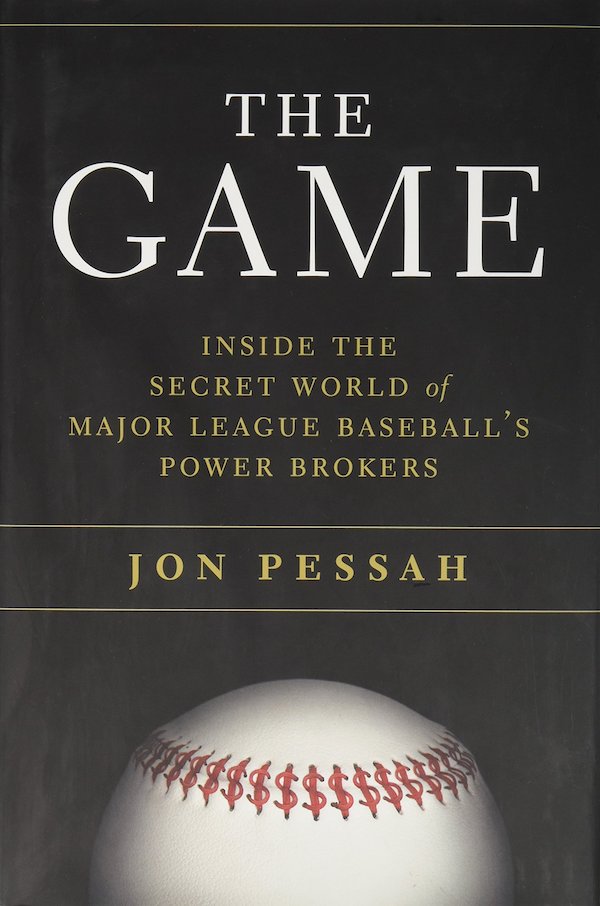 THE
GAME
INSIDE THE
SECRET WORLD of
MAJOR LEAGUE BASEBALL'S
POWER BROKERS
JON PESSAH
$ $ $ $ $ $ $ $ $ $ $ $ $ $